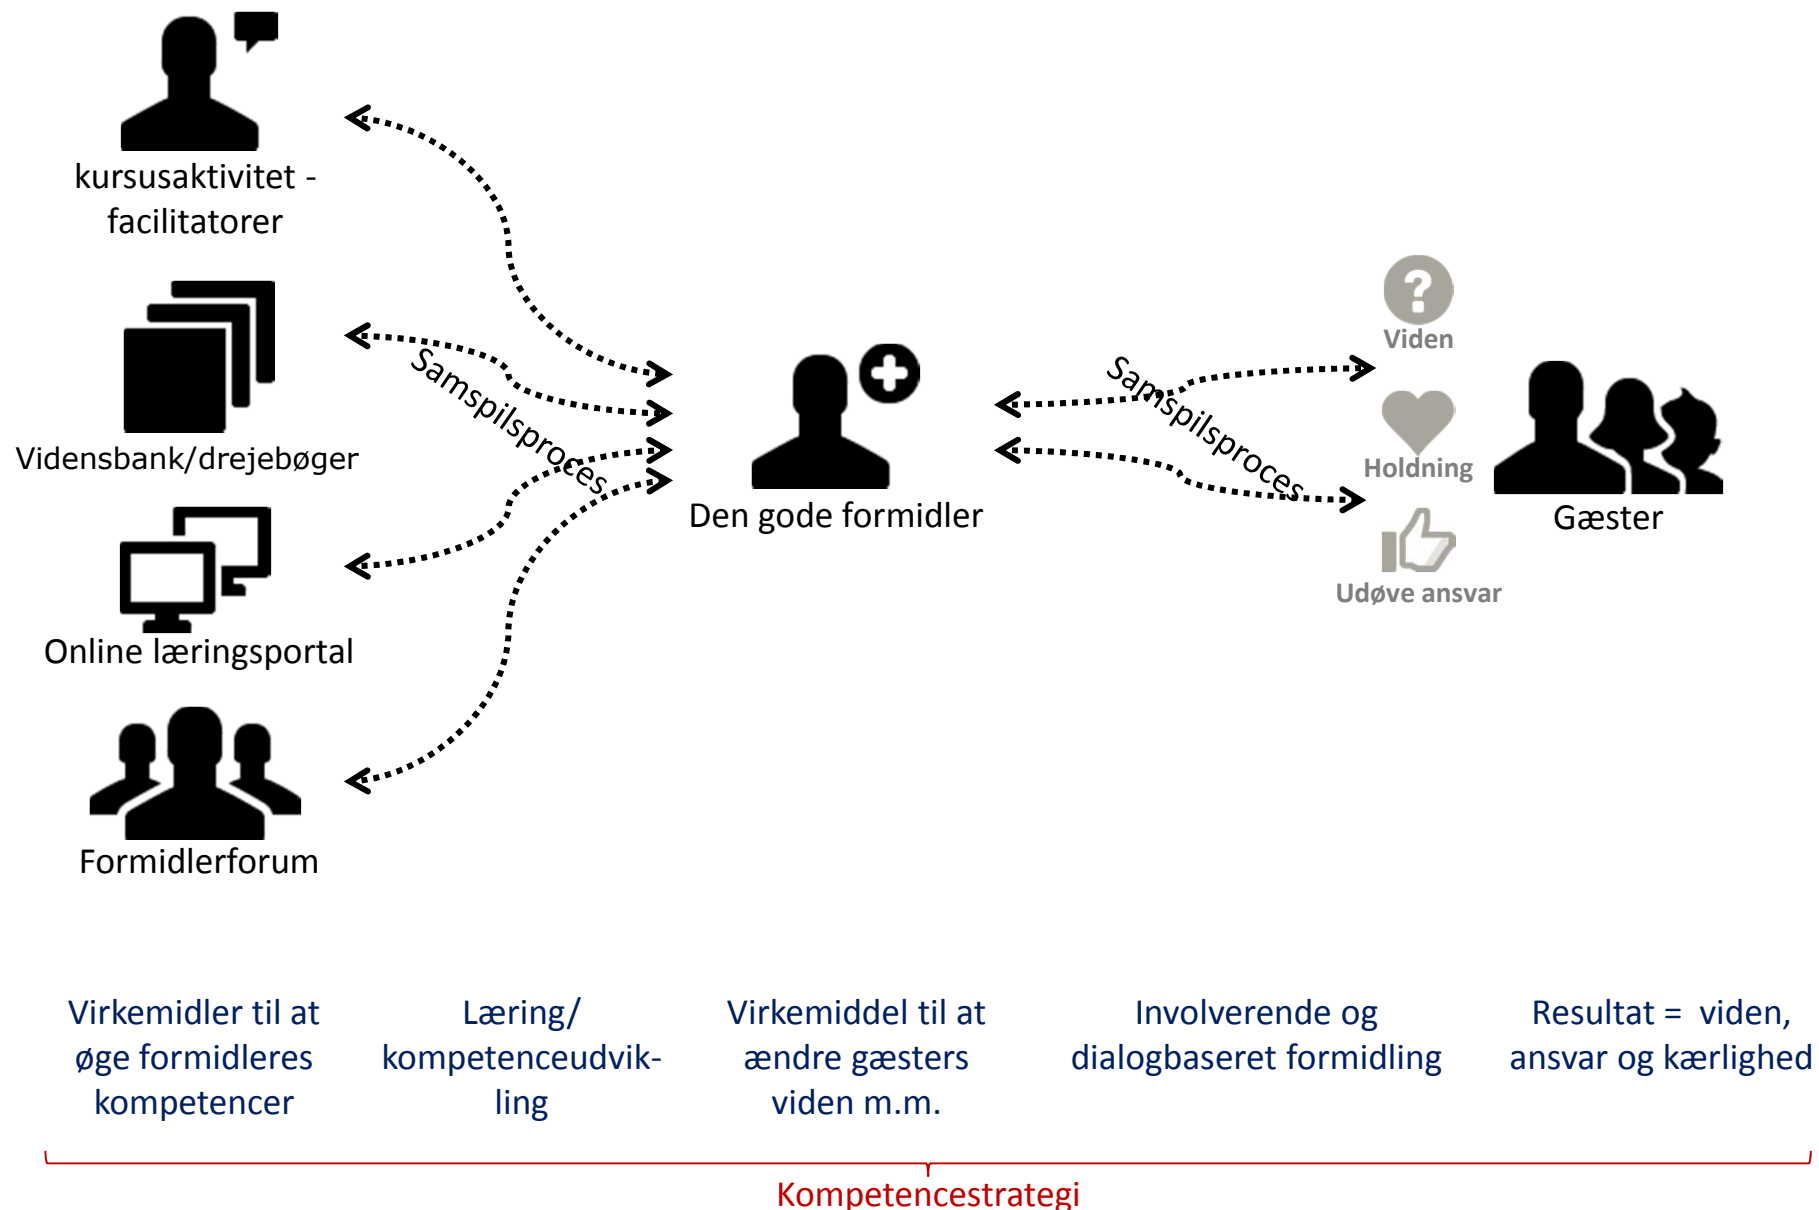 kursusaktivitet -
facilitatorer
Vidensbank/drejebøger
Online læringsportal
Formidlerforum
Samspilsproces
Den gode formidler
Samspilsproces
Viden
Holdning
Udøve ansvar
Gæster
Virkemidler til at
øge formidleres
kompetencer
Læring/
kompetenceudvik-
ling
Virkemiddel til at
ændre gæsters
viden m.m.
Involverende og
dialogbaseret formidling
Resultat =  viden,
ansvar og kærlighed
Kompetencestrategi